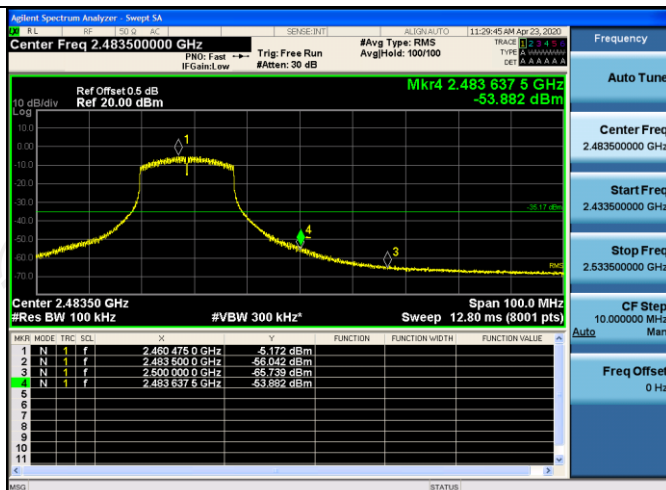 Agilent Spectrum Analyzer - Swept SA
RL RF 50 Ω AC SENSE:INT ALIGNAUTO 11:29:45 AM Apr 23, 2020
Center Freq 2.483500000 GHz #Avg Type: RMS TRACE 1 2 3 4 5 6
PNO: Fast Trig: Free Run Avg|Hold: 100/100 TYPE A
IFGain:Low #Atten: 30 dB DET A A A A A A
Mkr4 2.483 637 5 GHz
-53.882 dBm
Ref Offset 0.5 dB
10 dB/div Ref 20.00 dBm
Log
10.0
0.00
-10.0
-20.0
-30.0
-40.0
-50.0
-60.0
-70.0
1
4
3
-35.17 dBm
RMS
Center 2.48350 GHz Span 100.0 MHz
#Res BW 100 kHz #VBW 300 kHz* Sweep 12.80 ms (8001 pts)
MKR MODE TRC SCL X Y FUNCTION FUNCTION WIDTH FUNCTION VALUE
1 N 1 f 2.460 475 0 GHz -5.172 dBm
2 N 1 f 2.483 500 0 GHz -56.042 dBm
3 N 1 f 2.500 000 0 GHz -65.739 dBm
4 N 1 f 2.483 637 5 GHz -53.882 dBm
5
6
7
8
9
10
11
MSG STATUS
Frequency
Auto Tune
Center Freq
2.483500000 GHz
Start Freq
2.433500000 GHz
Stop Freq
2.533500000 GHz
CF Step
10.000000 MHz
Auto Man
Freq Offset
0 Hz